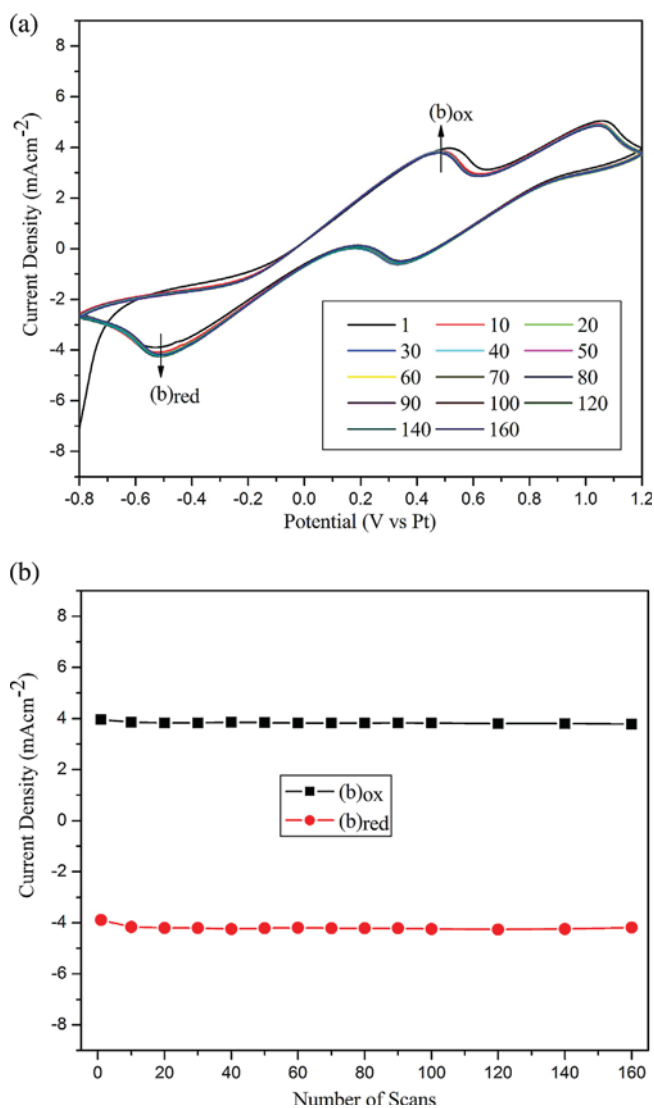 (a)
8
6
4
2
0
-2
-4
-6
-8
Current Density (mAcm-2)
(b)ox
(b)red
1 10 20
30 40 50
60 70 80
90 100 120
140 160
-0.8 -0.6 -0.4 -0.2 0.0 0.2 0.4 0.6 0.8 1.0 1.2
Potential (V vs Pt)
(b)
8
6
4
2
0
-2
-4
-6
-8
Current Density (mAcm-2)
(b)ox
(b)red
0 20 40 60 80 100 120 140 160
Number of Scans